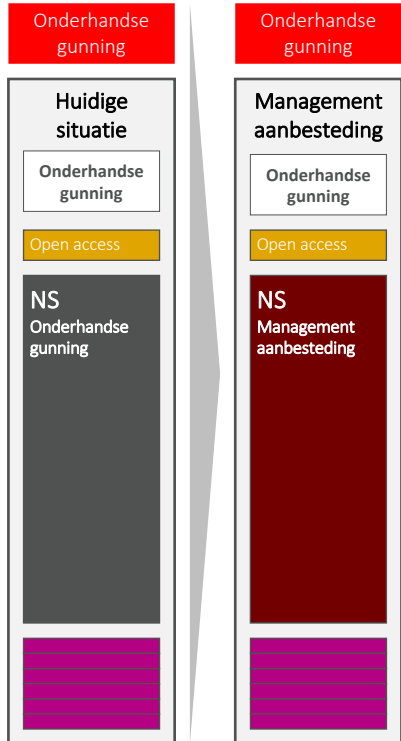 Onderhandse
gunning
Huidige
situatie
Onderhandse
gunning
Open access
NS
Onderhandse
gunning
Onderhandse
gunning
Management
aanbesteding
Onderhandse
gunning
Open access
NS
Management
aanbesteding